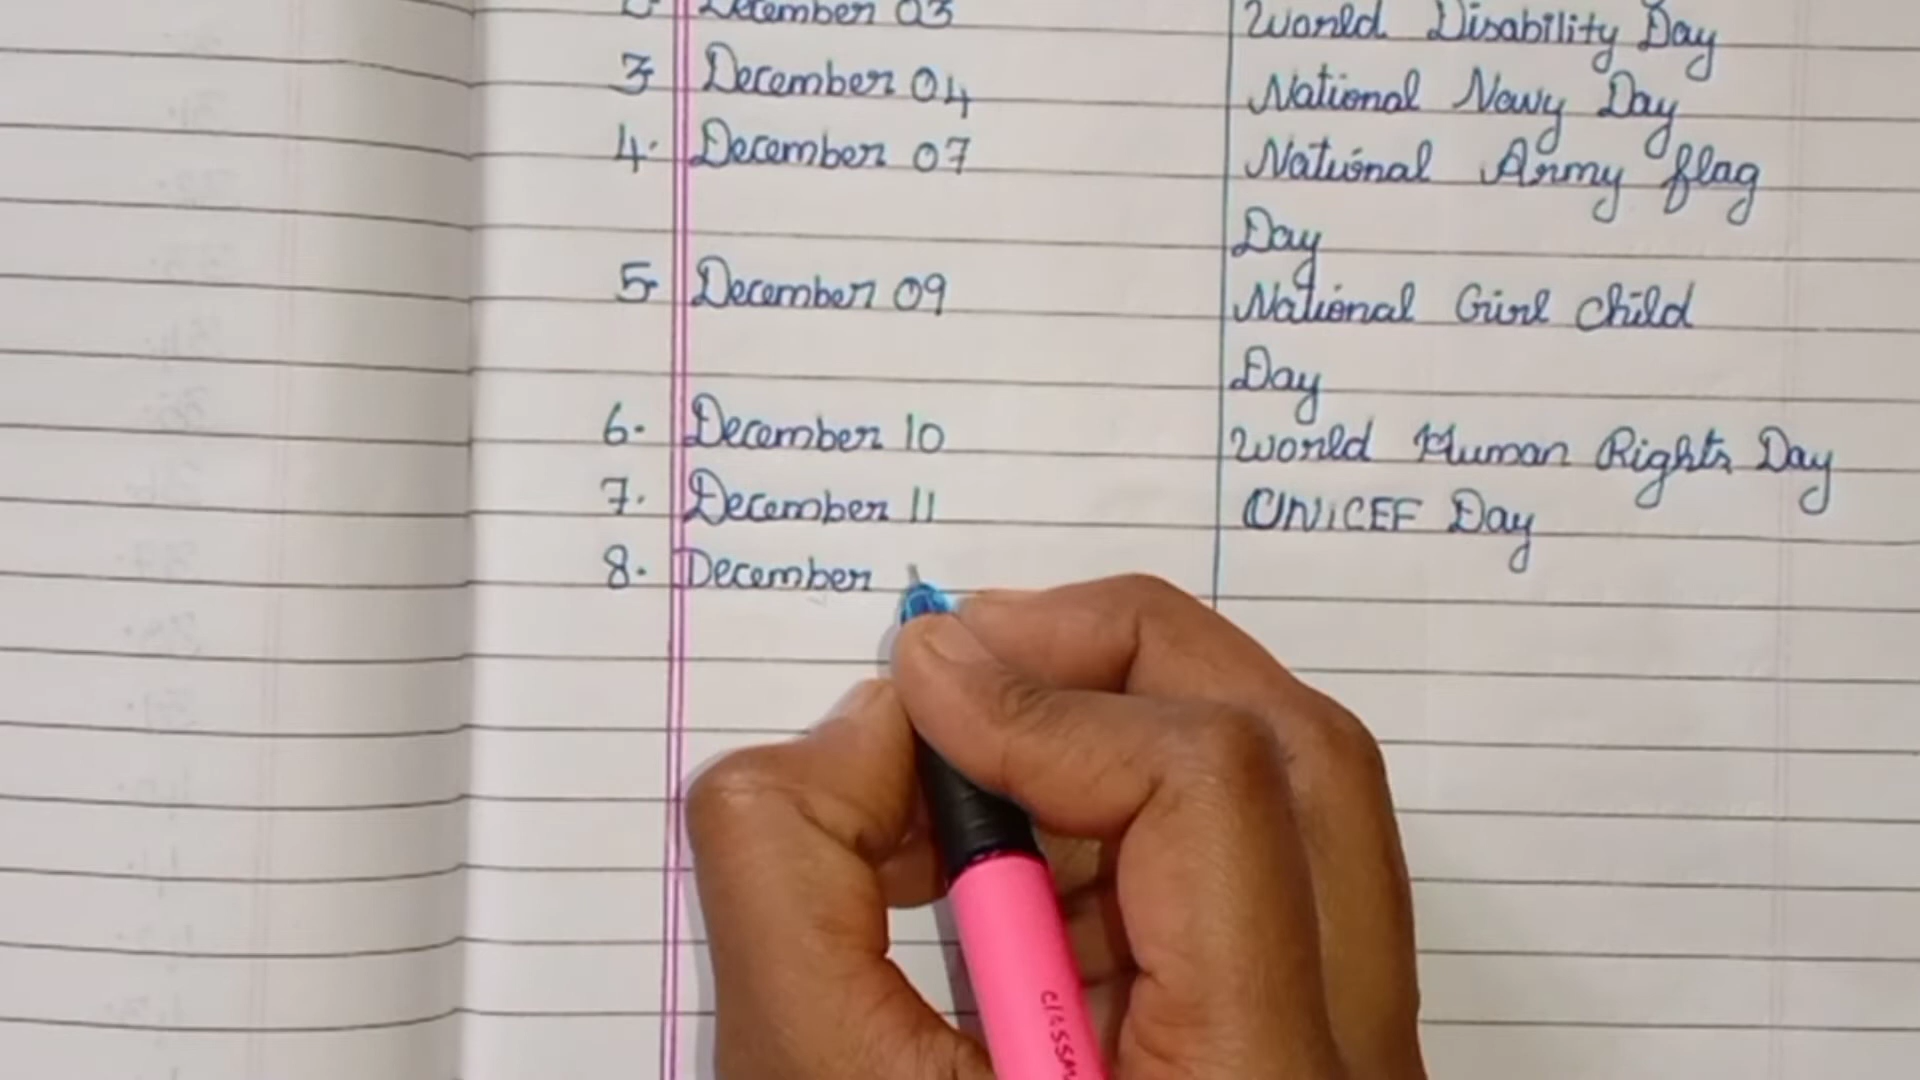 December 03 World Disability Day
3. December 04 National Navy Day
4. December 07 National Army flag
Day
5. December 09 National Girl Child
Day
6. December 10 World Human Rights Day
7. December 11 UNICEF Day
8. December